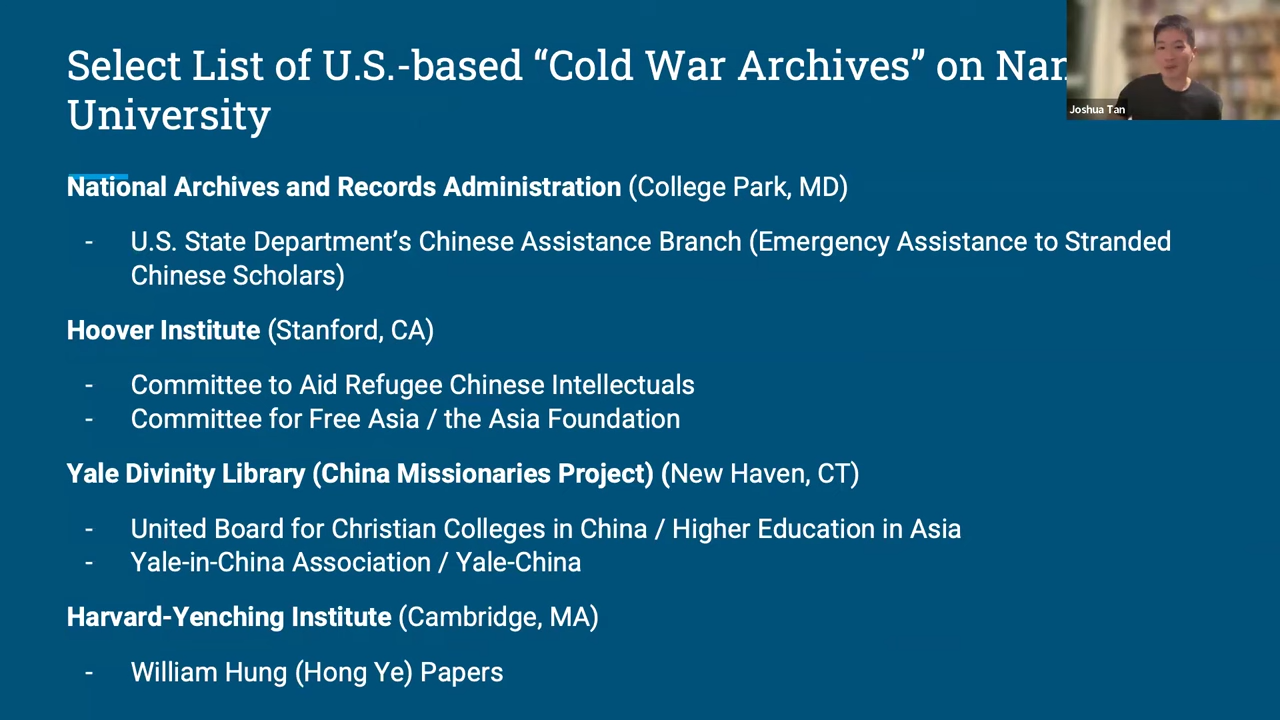 Select List of U.S.-based “Cold War Archives” on
University
Joshua Tan
National Archives and Records Administration (College Park, MD)
- U.S. State Department’s Chinese Assistance Branch (Emergency Assistance to Stranded
Chinese Scholars)
Hoover Institute (Stanford, CA)
- Committee to Aid Refugee Chinese Intellectuals
- Committee for Free Asia / the Asia Foundation
Yale Divinity Library (China Missionaries Project) (New Haven, CT)
- United Board for Christian Colleges in China / Higher Education in Asia
- Yale-in-China Association / Yale-China
Harvard-Yenching Institute (Cambridge, MA)
- William Hung (Hong Ye) Papers